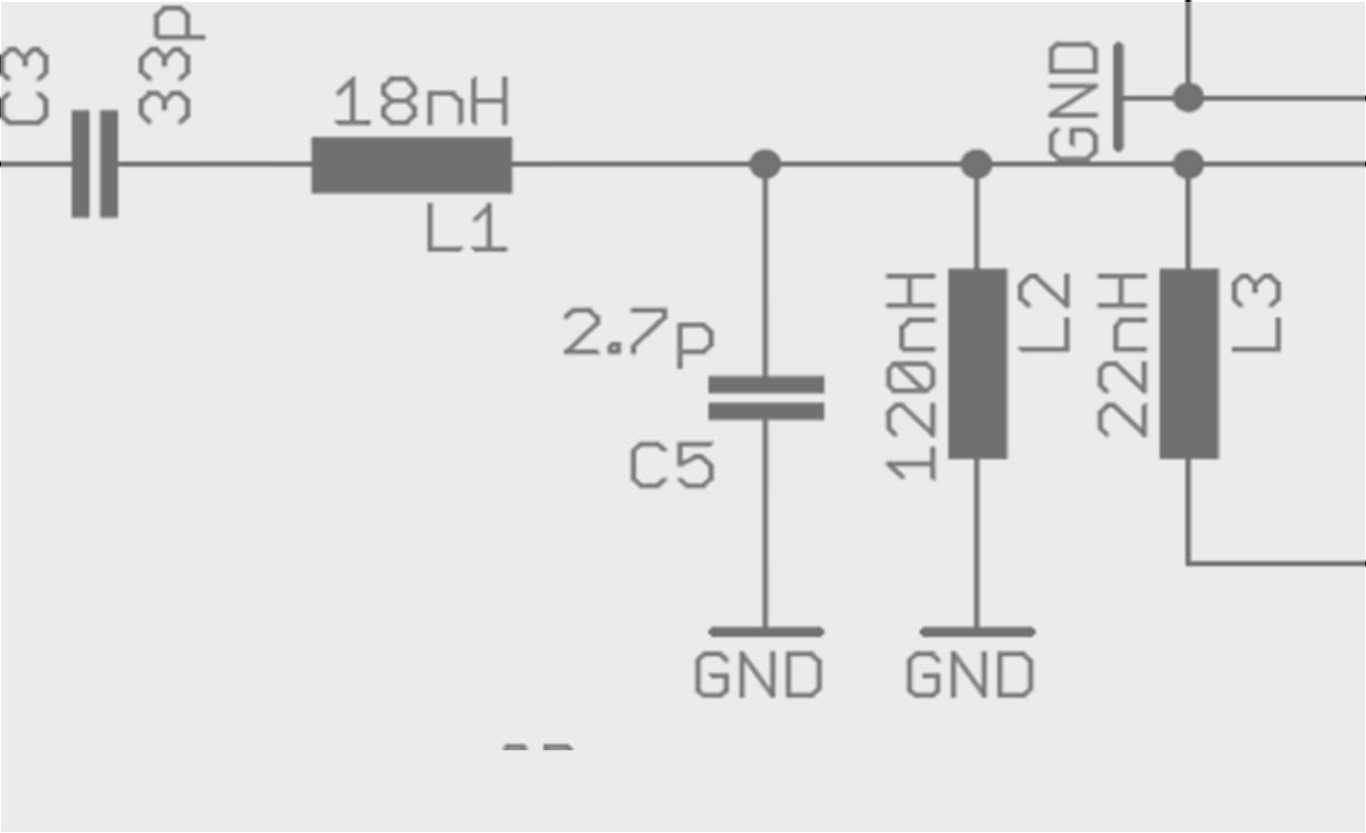 C3
33p
18nH
L1
GND
2.7p
C5
120nH
L2
22nH
L3
GND
GND